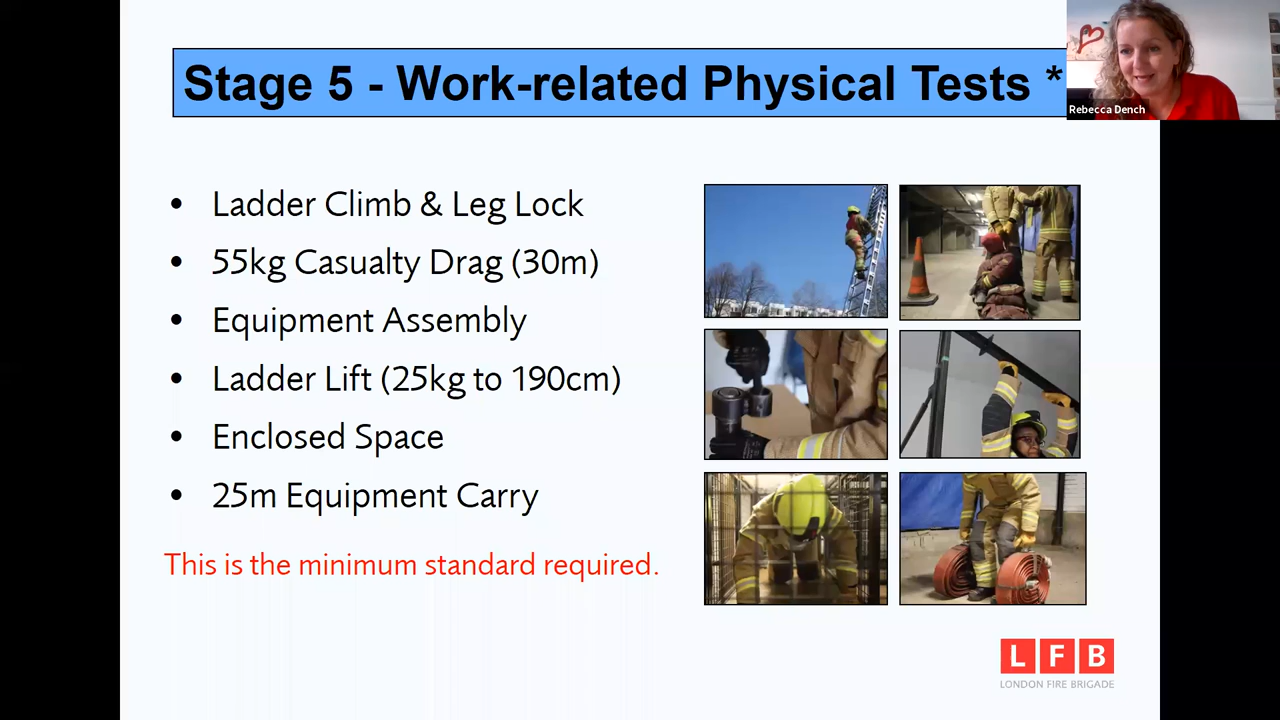 Stage 5 - Work-related Physical Tests *
Rebecca Dench
• Ladder Climb & Leg Lock
• 55kg Casualty Drag (30m)
• Equipment Assembly
• Ladder Lift (25kg to 190cm)
• Enclosed Space
• 25m Equipment Carry
This is the minimum standard required.
LFB
LONDON FIRE BRIGADE